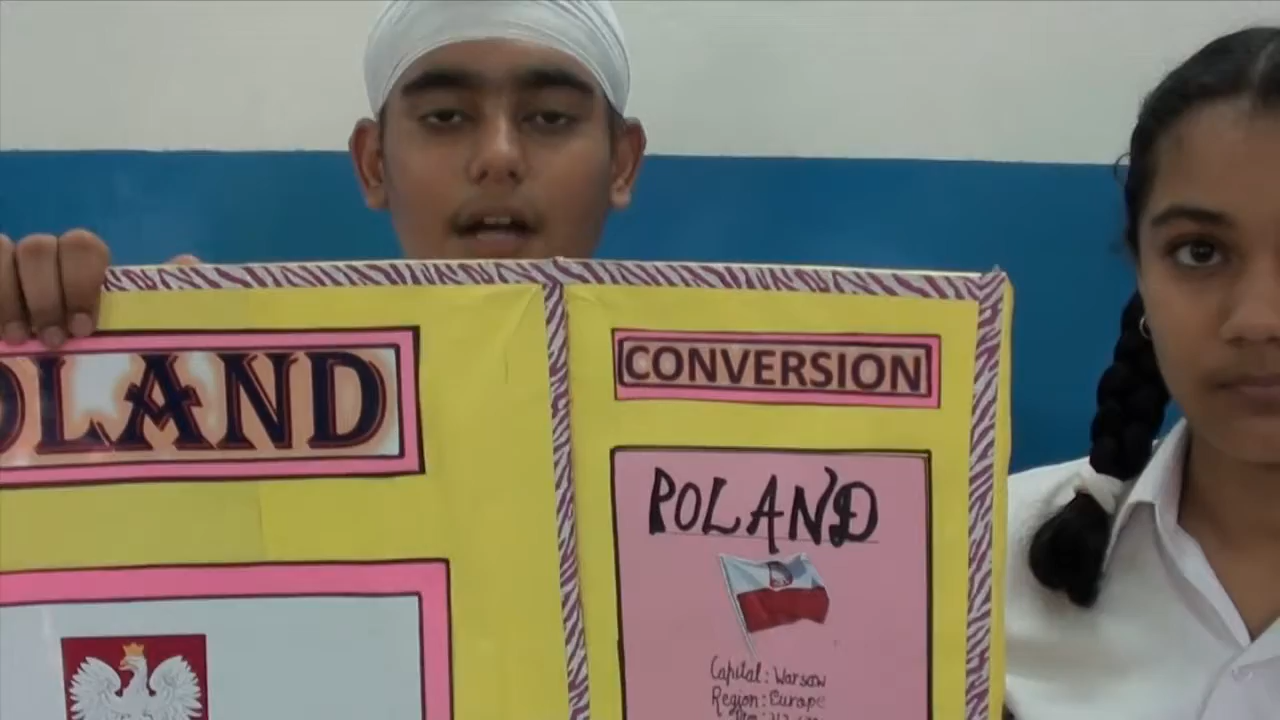 OLAND
CONVERSION
POLAND
Capital: Warsaw
Region: Europe